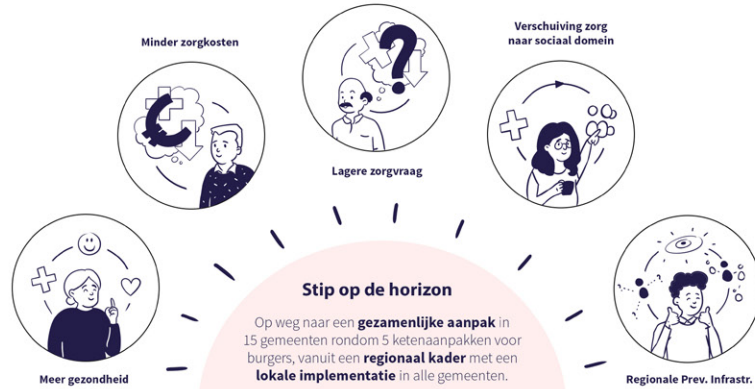 Verschuiving zorg
naar sociaal domein
Minder zorgkosten
Lagere zorgvraag
Stip op de horizon
Op weg naar een gezamenlijke aanpak in
15 gemeenten rondom 5 ketenaanpakken voor
burgers, vanuit een regionaal kader met een
lokale implementatie in alle gemeenten.
Meer gezondheid
Regionale Prev. Infrastr.